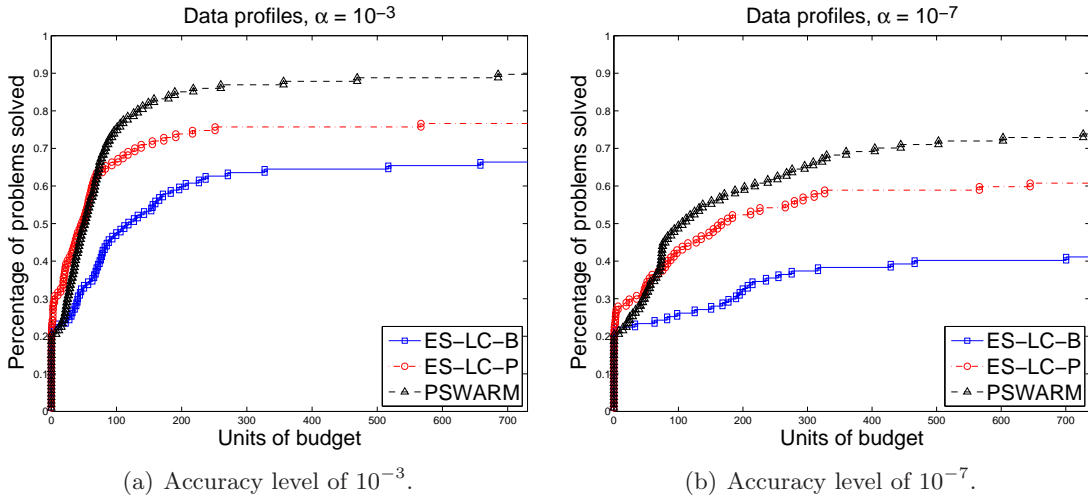 Data profiles, α = 10⁻³
Percentage of problems solved
1
0.9
0.8
0.7
0.6
0.5
0.4
0.3
0.2
0.1
0
0 100 200 300 400 500 600 700
Units of budget
ES−LC−B
ES−LC−P
PSWARM
(a) Accuracy level of 10⁻³.
Data profiles, α = 10⁻⁷
Percentage of problems solved
1
0.9
0.8
0.7
0.6
0.5
0.4
0.3
0.2
0.1
0
0 100 200 300 400 500 600 700
Units of budget
ES−LC−B
ES−LC−P
PSWARM
(b) Accuracy level of 10⁻⁷.